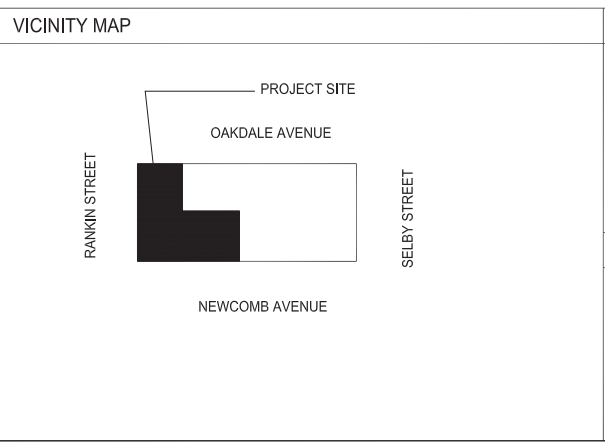 VICINITY MAP
PROJECT SITE
OAKDALE AVENUE
RANKIN STREET
SELBY STREET
NEWCOMB AVENUE